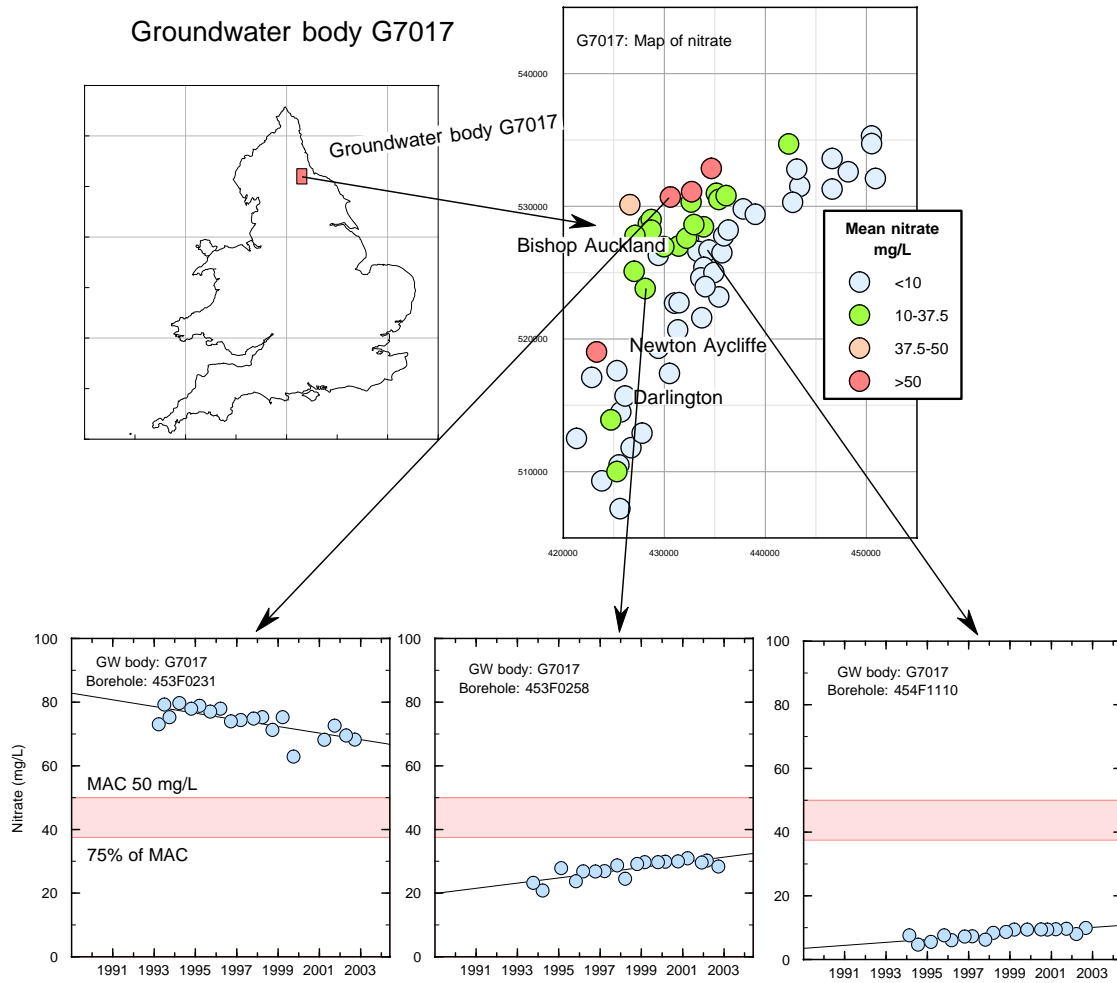 Groundwater body G7017
Groundwater body G7017
G7017: Map of nitrate
540000
530000
520000
510000
420000 430000 440000 450000
Bishop Auckland
Newton Aycliffe
Darlington
Mean nitrate
mg/L
<10
10-37.5
37.5-50
>50
Nitrate (mg/L)
100
80
60
40
20
0
GW body: G7017
Borehole: 453F0231
MAC 50 mg/L
75% of MAC
1991 1993 1995 1997 1999 2001 2003
100
80
60
40
20
0
GW body: G7017
Borehole: 453F0258
1991 1993 1995 1997 1999 2001 2003
100
80
60
40
20
0
GW body: G7017
Borehole: 454F1110
1991 1993 1995 1997 1999 2001 2003